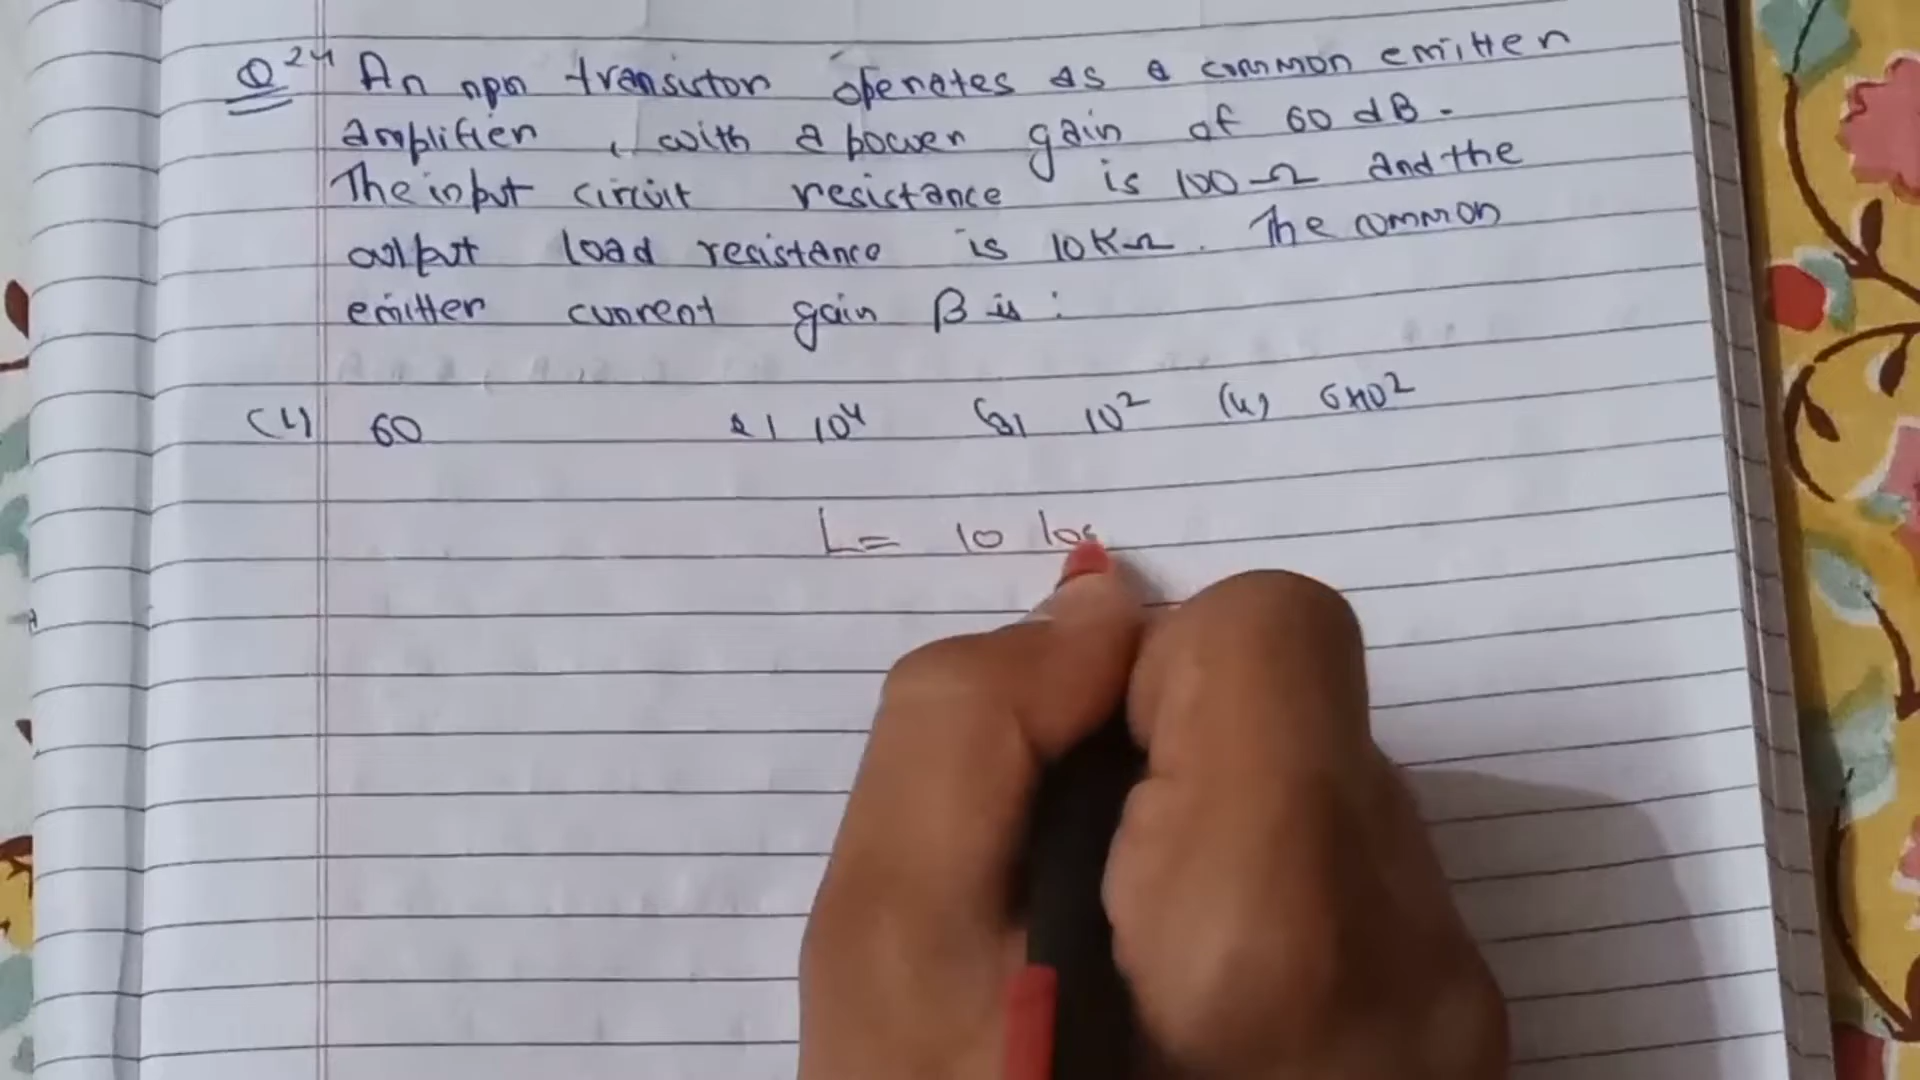 Q 24 An npn transistor operates as a common emitter
amplifier, with a power gain of 60 dB.
The input circuit resistance is 100 Ω and the
output load resistance is 10 KΩ. The common
emitter current gain β is :
(1) 60 2) 10⁴ (3) 10² (4) 6×10²
L = 10 log